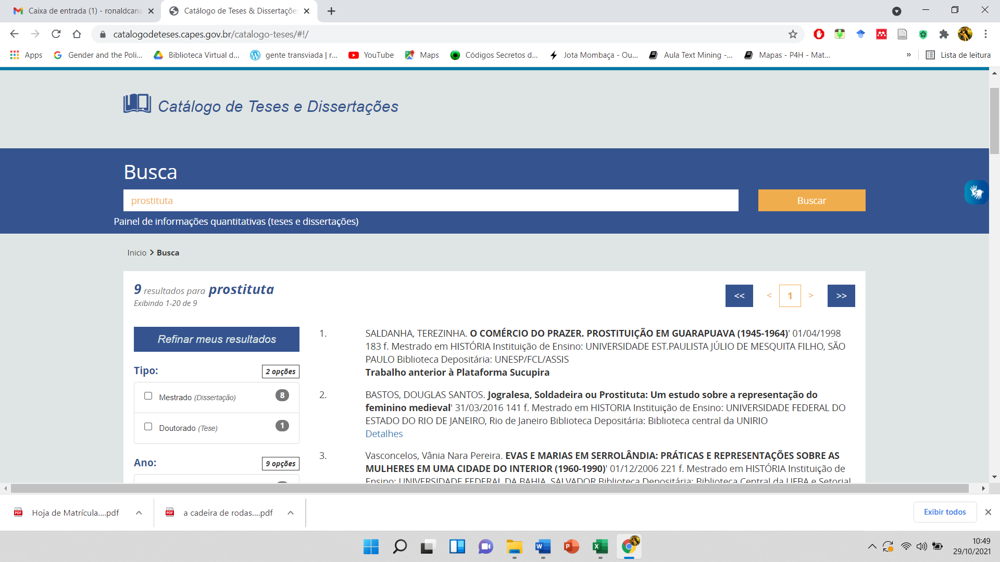 Caixa de entrada (1) - ronaldcana
Catálogo de Teses & Dissertaçõe
catalogodeteses.capes.gov.br/catalogo-teses/#!/
Apps
Gender and the Poli...
Biblioteca Virtual d...
gente transviada | r...
YouTube
Maps
Códigos Secretos d...
Jota Mombaça - Ou...
Aula Text Mining -...
Mapas - P4H - Mat...
»
Lista de leitura
Catálogo de Teses e Dissertações
Busca
prostituta
Buscar
Painel de informações quantitativas (teses e dissertações)
Inicio > Busca
9 resultados para prostituta
Exibindo 1-20 de 9
<< < 1 > >>
Refinar meus resultados
Tipo:
2 opções
Mestrado (Dissertação) 8
Doutorado (Tese) 1
Ano:
9 opções
1. SALDANHA, TEREZINHA. O COMÉRCIO DO PRAZER. PROSTITUIÇÃO EM GUARAPUAVA (1945-1964)' 01/04/1998
183 f. Mestrado em HISTÓRIA Instituição de Ensino: UNIVERSIDADE EST.PAULISTA JÚLIO DE MESQUITA FILHO, SÃO
PAULO Biblioteca Depositária: UNESP/FCL/ASSIS
Trabalho anterior à Plataforma Sucupira
2. BASTOS, DOUGLAS SANTOS. Jogralesa, Soldadeira ou Prostituta: Um estudo sobre a representação do
feminino medieval' 31/03/2016 141 f. Mestrado em HISTORIA Instituição de Ensino: UNIVERSIDADE FEDERAL DO
ESTADO DO RIO DE JANEIRO, Rio de Janeiro Biblioteca Depositária: Biblioteca central da UNIRIO
Detalhes
3. Vasconcelos, Vânia Nara Pereira. EVAS E MARIAS EM SERROLÂNDIA: PRÁTICAS E REPRESENTAÇÕES SOBRE AS
MULHERES EM UMA CIDADE DO INTERIOR (1960-1990)' 01/12/2006 221 f. Mestrado em HISTÓRIA Instituição de
Ensino: UNIVERSIDADE FEDERAL DA BAHIA, SALVADOR Biblioteca Depositária: Biblioteca Central da UFBA e Setorial
Hoja de Matrícula....pdf
a cadeira de rodas....pdf
Exibir todos
10:49
29/10/2021